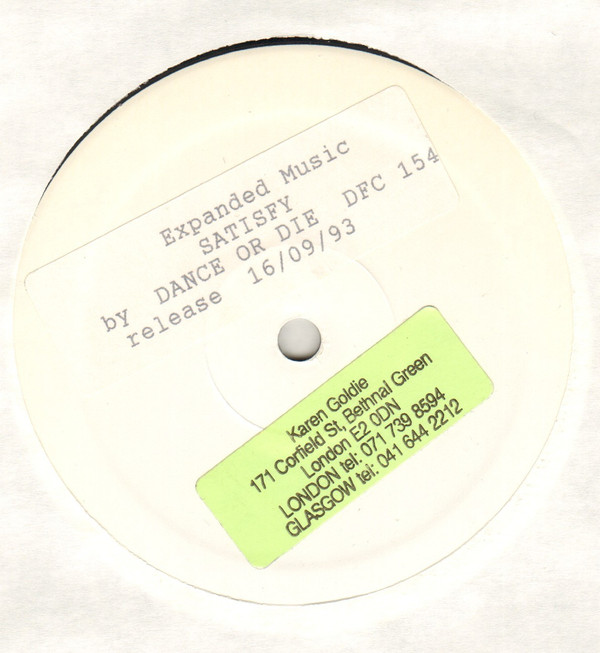 Expanded Music
SATISFY
by DANCE OR DIE DFC 154
release 16/09/93
Karen Goldie
171 Corfield St, Bethnal Green
London E2 0DN
LONDON tel: 071 739 8594
GLASGOW tel: 041 644 2212